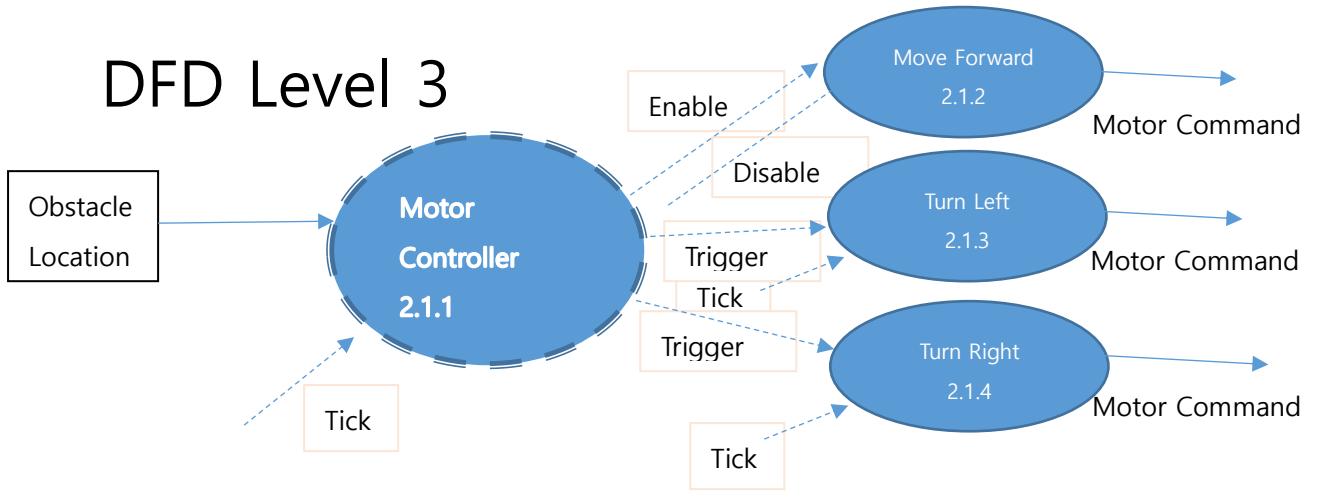 DFD Level 3
Obstacle
Location
Motor
Controller
2.1.1
Tick
Enable
Disable
Trigger
Tick
Trigger
Tick
Move Forward
2.1.2
Motor Command
Turn Left
2.1.3
Motor Command
Turn Right
2.1.4
Motor Command